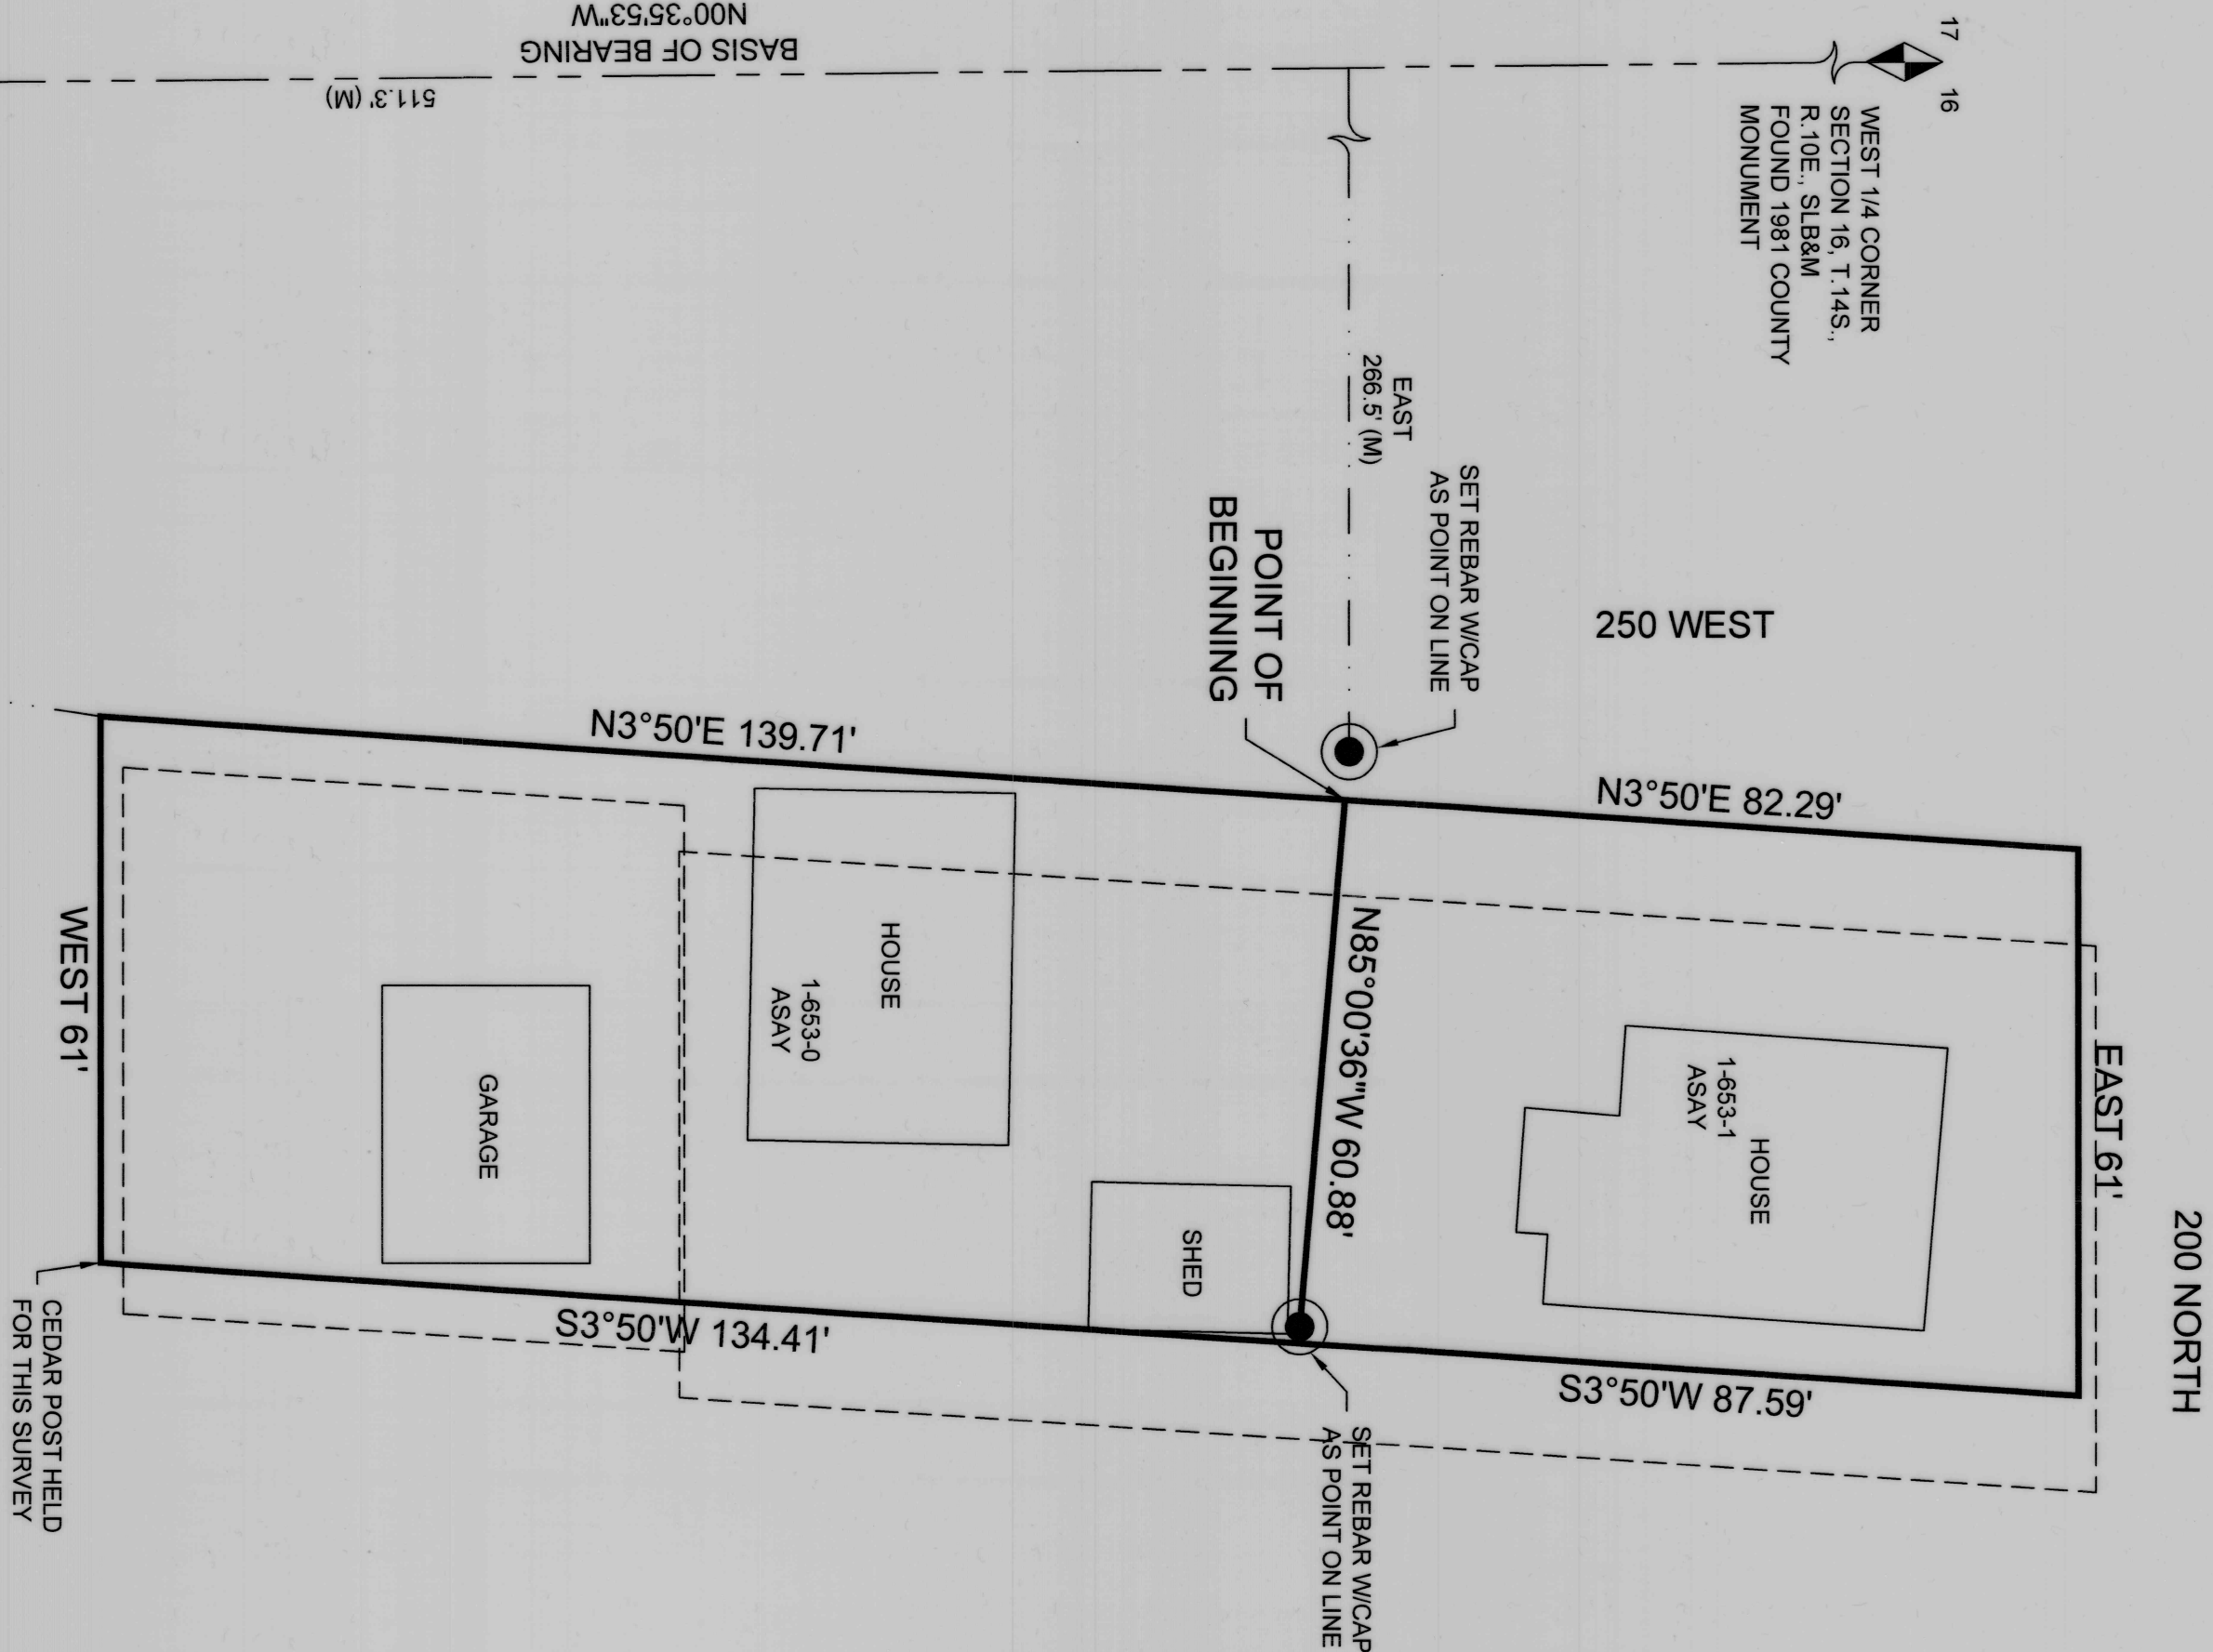 17
16
WEST 1/4 CORNER
SECTION 16, T.14S.,
R.10E., SLB&M
FOUND 1981 COUNTY
MONUMENT
BASIS OF BEARING
N00°35'53"W
511.3' (M)
EAST
266.5' (M)
SET REBAR W/CAP
AS POINT ON LINE
POINT OF
BEGINNING
250 WEST
200 NORTH
N3°50'E 82.29'
EAST 61'
1-653-1
ASAY
HOUSE
S3°50'W 87.59'
N85°00'36"W 60.88'
SET REBAR W/CAP
AS POINT ON LINE
N3°50'E 139.71'
HOUSE
1-653-0
ASAY
SHED
GARAGE
S3°50'W 134.41'
WEST 61'
CEDAR POST HELD
FOR THIS SURVEY